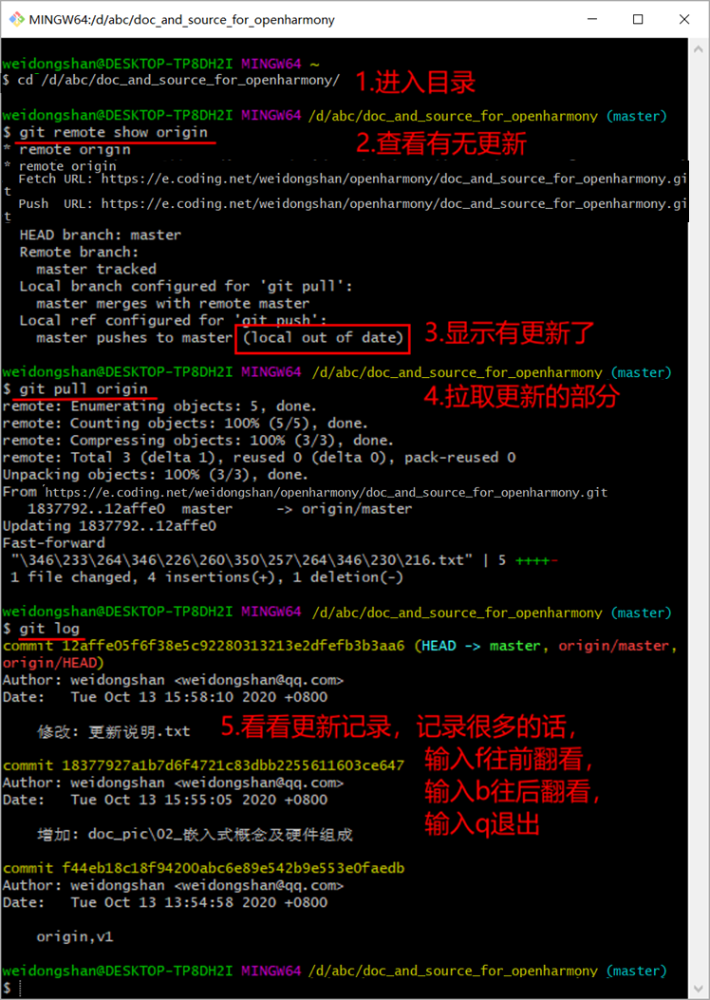 MINGW64:/d/abc/doc_and_source_for_openharmony
weidongshan@DESKTOP-TP8DH2I MINGW64 ~
$ cd /d/abc/doc_and_source_for_openharmony/
1.进入目录
weidongshan@DESKTOP-TP8DH2I MINGW64 /d/abc/doc_and_source_for_openharmony (master)
$ git remote show origin
2.查看有无更新
* remote origin
* remote origin
Fetch URL: https://e.coding.net/weidongshan/openharmony/doc_and_source_for_openharmony.gi
t
Push  URL: https://e.coding.net/weidongshan/openharmony/doc_and_source_for_openharmony.gi
t
HEAD branch: master
Remote branch:
master tracked
Local branch configured for 'git pull':
master merges with remote master
Local ref configured for 'git push':
master pushes to master (local out of date)
3.显示有更新了
weidongshan@DESKTOP-TP8DH2I MINGW64 /d/abc/doc_and_source_for_openharmony (master)
$ git pull origin
4.拉取更新的部分
remote: Enumerating objects: 5, done.
remote: Counting objects: 100% (5/5), done.
remote: Compressing objects: 100% (3/3), done.
remote: Total 3 (delta 1), reused 0 (delta 0), pack-reused 0
Unpacking objects: 100% (3/3), done.
From https://e.coding.net/weidongshan/openharmony/doc_and_source_for_openharmony.git
1837792..12affe0  master     -> origin/master
Updating 1837792..12affe0
Fast-forward
"\346\233\264\346\226\260\350\257\264\346\230\216.txt" | 5 ++++-
1 file changed, 4 insertions(+), 1 deletion(-)
weidongshan@DESKTOP-TP8DH2I MINGW64 /d/abc/doc_and_source_for_openharmony (master)
$ git log
commit 12affe05f6f38e5c92280313213e2dfefb3b3aa6 (HEAD -> master, origin/master,
origin/HEAD)
Author: weidongshan <weidongshan@qq.com>
Date:   Tue Oct 13 15:58:10 2020 +0800
修改: 更新说明.txt
5.看看更新记录，记录很多的话，
输入f往前翻看，
输入b往后翻看，
输入q退出
commit 18377927a1b7d6f4721c83dbb2255611603ce647
Author: weidongshan <weidongshan@qq.com>
Date:   Tue Oct 13 15:55:05 2020 +0800
增加: doc_pic\02_嵌入式概念及硬件组成
commit f44eb18c18f94200abc6e89e542b9e553e0faedb
Author: weidongshan <weidongshan@qq.com>
Date:   Tue Oct 13 13:54:58 2020 +0800
origin,v1
weidongshan@DESKTOP-TP8DH2I MINGW64 /d/abc/doc_and_source_for_openharmony (master)
$